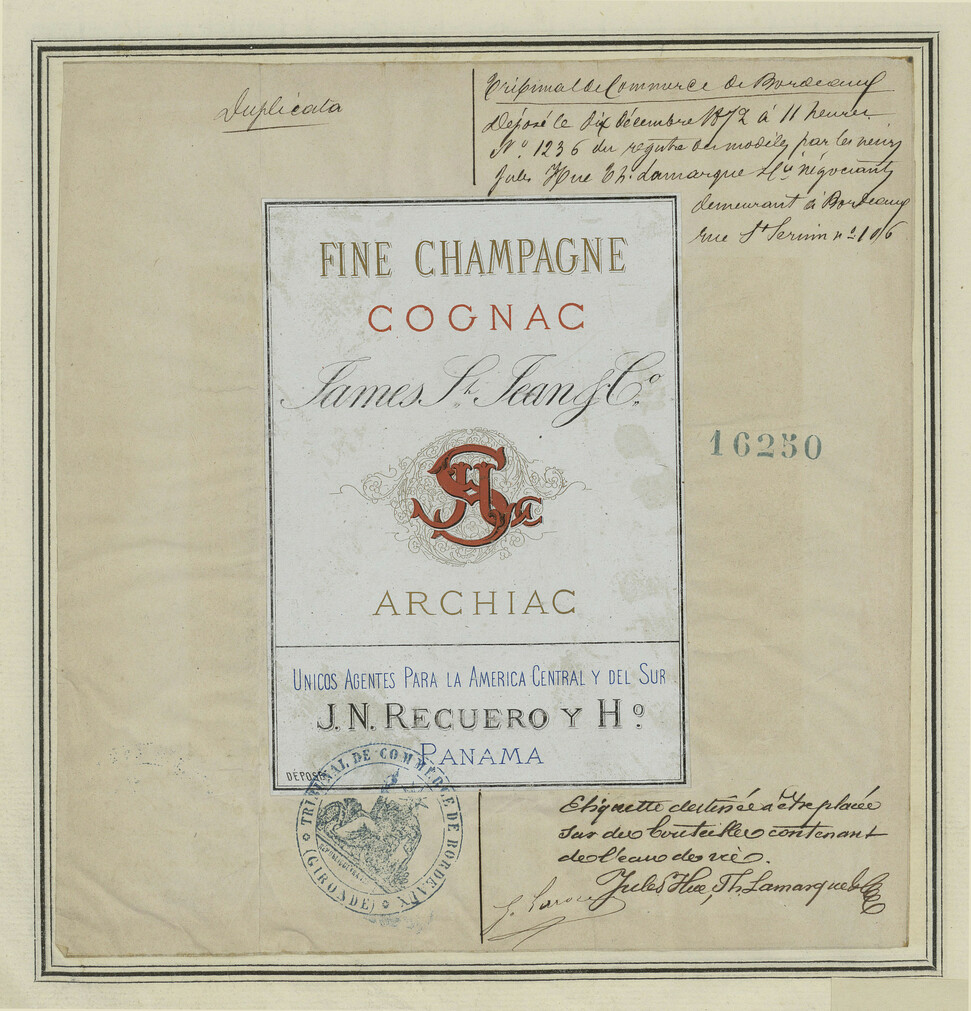 Duplicata
Tribunal de Commerce de Bordeaux
Déposé le dix Décembre 1872 à 11 heures
N.º 1236 du registre des modèles par les
Jules Hue Th. Lamarque & Cie négociants
demeurant à Bordeaux
rue St Sernin nº 106
FINE CHAMPAGNE
COGNAC
James St. Jean & Cº
16250
ARCHIAC
UNICOS AGENTES PARA LA AMERICA CENTRAL Y DEL SUR
J. N. RECUERO Y Hº
PANAMA
DÉPOSÉ
TRIBUNAL DE COMMERCE DE BORDEAUX
(GIRONDE)
Etiquette destinée à être placée
sur des bouteilles contenant
de l'eau de vie.
Jules Hue, Th. Lamarque & Cie